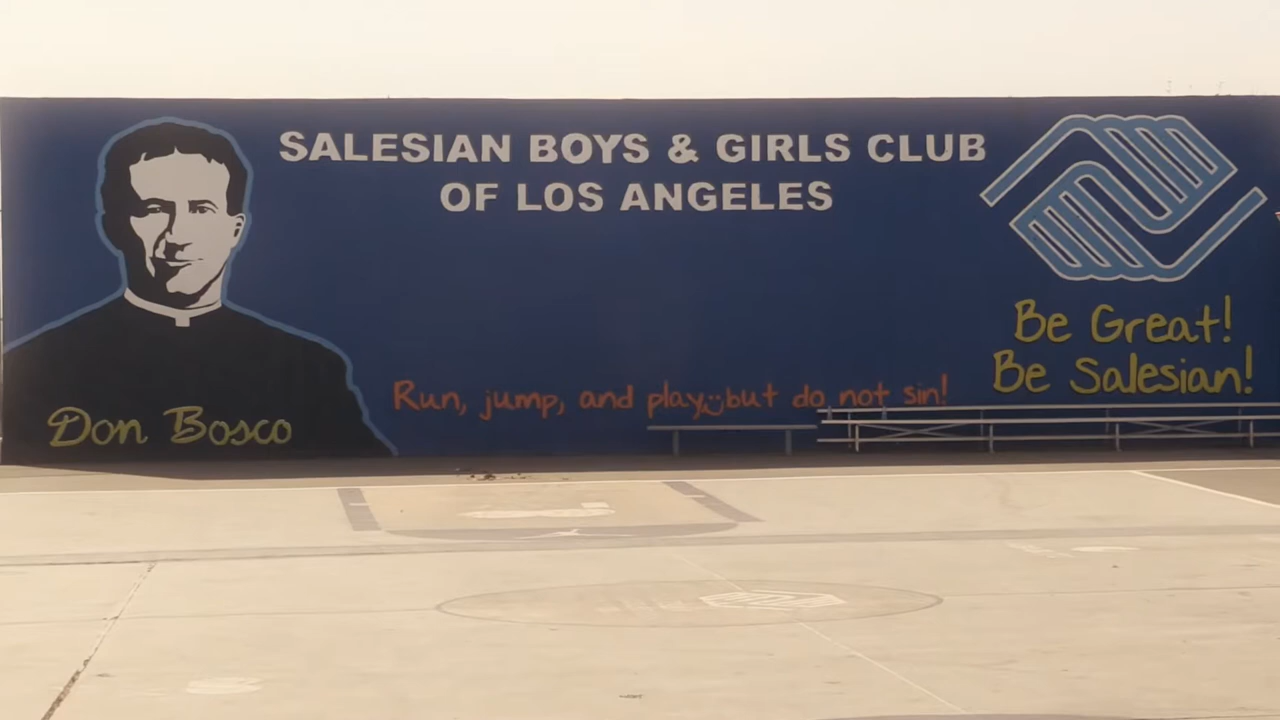 SALESIAN BOYS & GIRLS CLUB
OF LOS ANGELES
Be Great!
Be Salesian!
Run, jump, and play, but do not sin!
Don Bosco